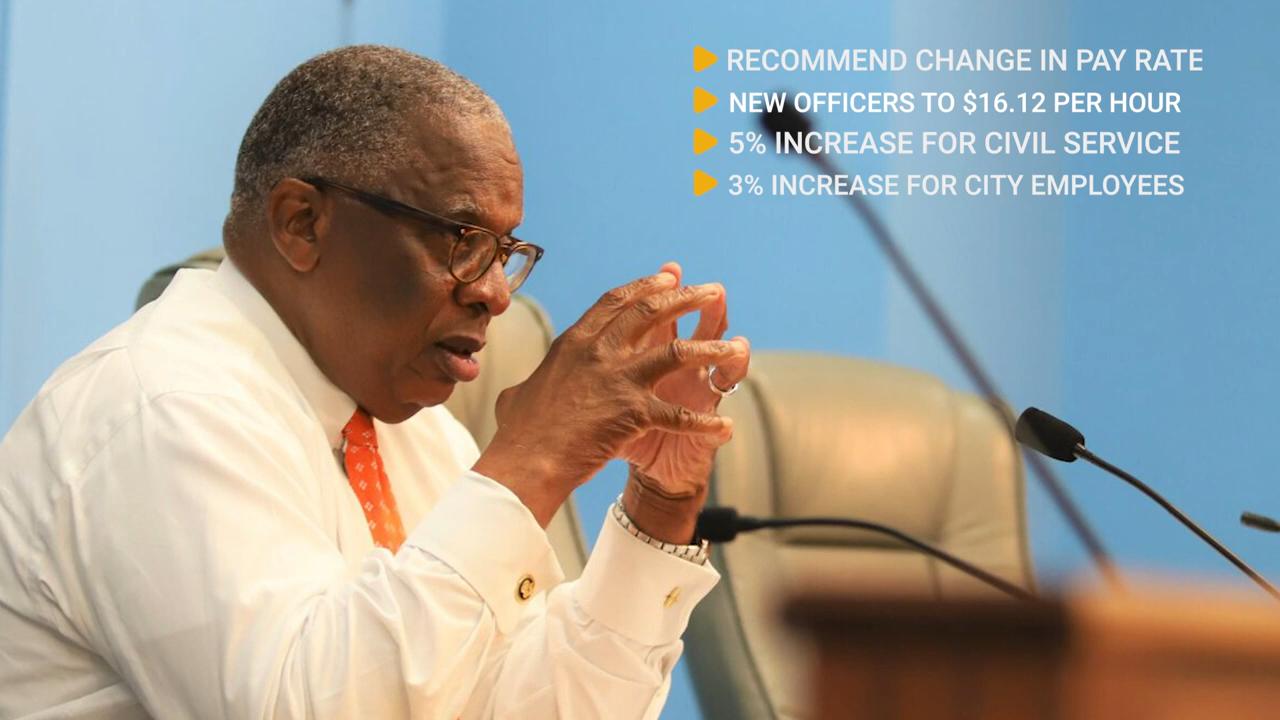 RECOMMEND CHANGE IN PAY RATE
NEW OFFICERS TO $16.12 PER HOUR
5% INCREASE FOR CIVIL SERVICE
3% INCREASE FOR CITY EMPLOYEES